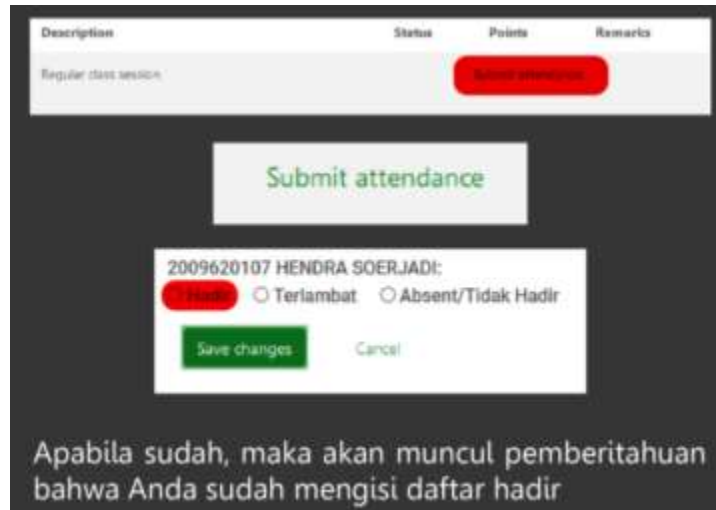 Description Status Points Remarks
Regular class session Submit attendance
Submit attendance
2009620107 HENDRA SOERJADI:
Hadir Terlambat Absent/Tidak Hadir
Save changes Cancel
Apabila sudah, maka akan muncul pemberitahuan
bahwa Anda sudah mengisi daftar hadir